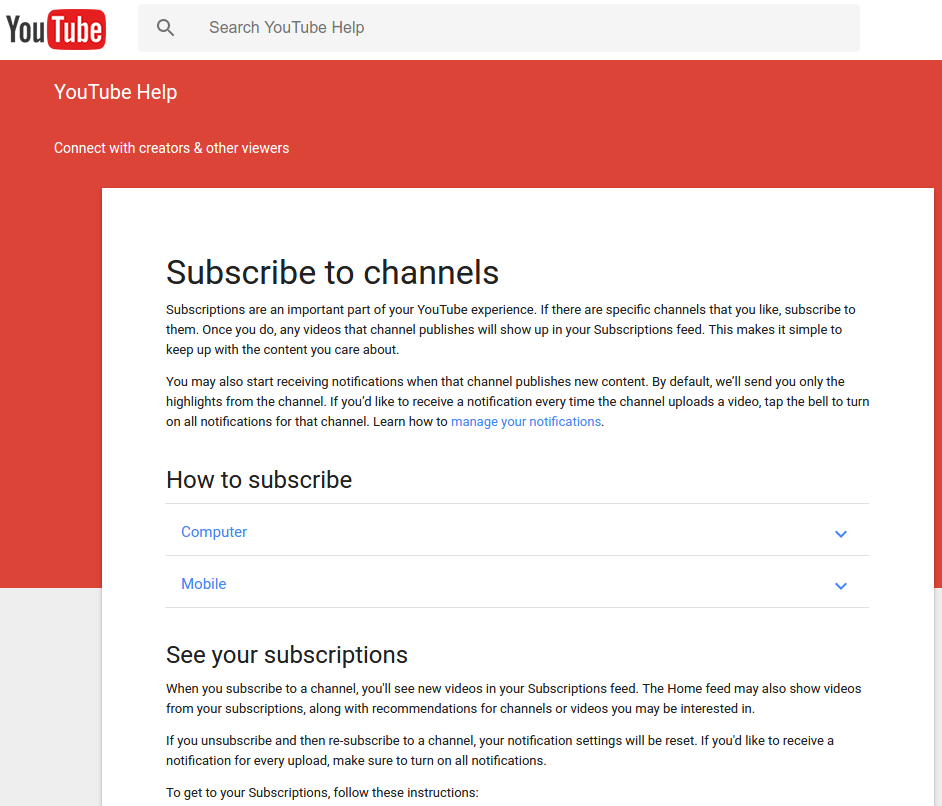 YouTube
Search YouTube Help
YouTube Help
Connect with creators & other viewers
Subscribe to channels
Subscriptions are an important part of your YouTube experience. If there are specific channels that you like, subscribe to
them. Once you do, any videos that channel publishes will show up in your Subscriptions feed. This makes it simple to
keep up with the content you care about.
You may also start receiving notifications when that channel publishes new content. By default, we’ll send you only the
highlights from the channel. If you’d like to receive a notification every time the channel uploads a video, tap the bell to turn
on all notifications for that channel. Learn how to manage your notifications.
How to subscribe
Computer
Mobile
See your subscriptions
When you subscribe to a channel, you'll see new videos in your Subscriptions feed. The Home feed may also show videos
from your subscriptions, along with recommendations for channels or videos you may be interested in.
If you unsubscribe and then re-subscribe to a channel, your notification settings will be reset. If you'd like to receive a
notification for every upload, make sure to turn on all notifications.
To get to your Subscriptions, follow these instructions: